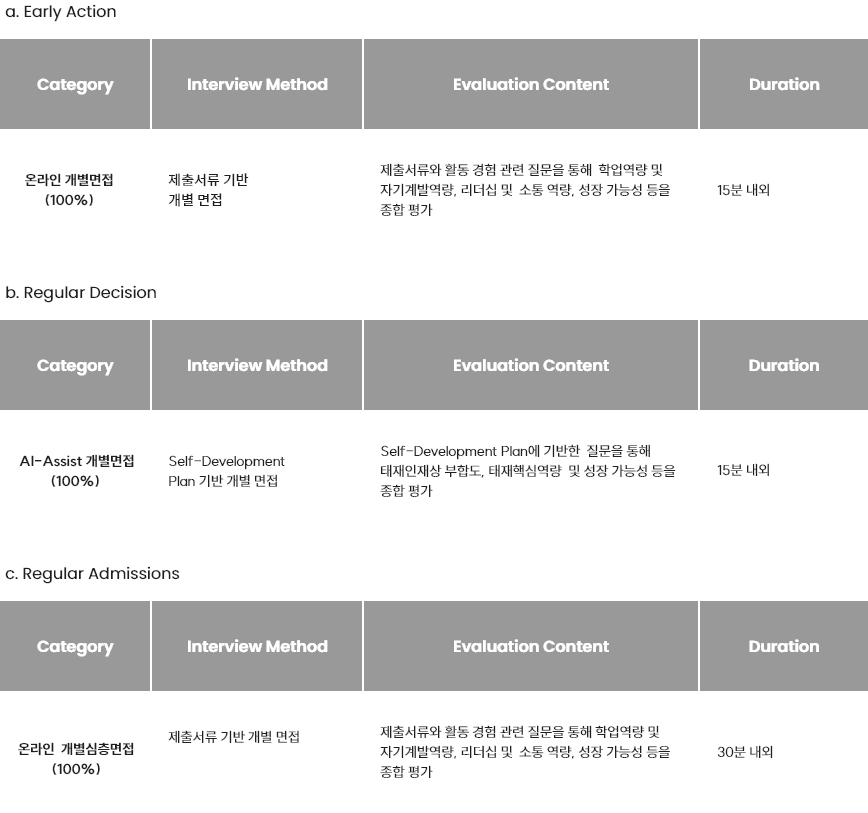 a. Early Action
Category
Interview Method
Evaluation Content
Duration
온라인 개별면접
(100%)
제출서류 기반
개별 면접
제출서류와 활동 경험 관련 질문을 통해 학업역량 및
자기계발역량, 리더십 및 소통 역량, 성장 가능성 등을
종합 평가
15분 내외
b. Regular Decision
Category
Interview Method
Evaluation Content
Duration
AI-Assist 개별면접
(100%)
Self-Development
Plan 기반 개별 면접
Self-Development Plan에 기반한 질문을 통해
태재인재상 부합도, 태재핵심역량 및 성장 가능성 등을
종합 평가
15분 내외
c. Regular Admissions
Category
Interview Method
Evaluation Content
Duration
온라인 개별심층면접
(100%)
제출서류 기반 개별 면접
제출서류와 활동 경험 관련 질문을 통해 학업역량 및
자기계발역량, 리더십 및 소통 역량, 성장 가능성 등을
종합 평가
30분 내외